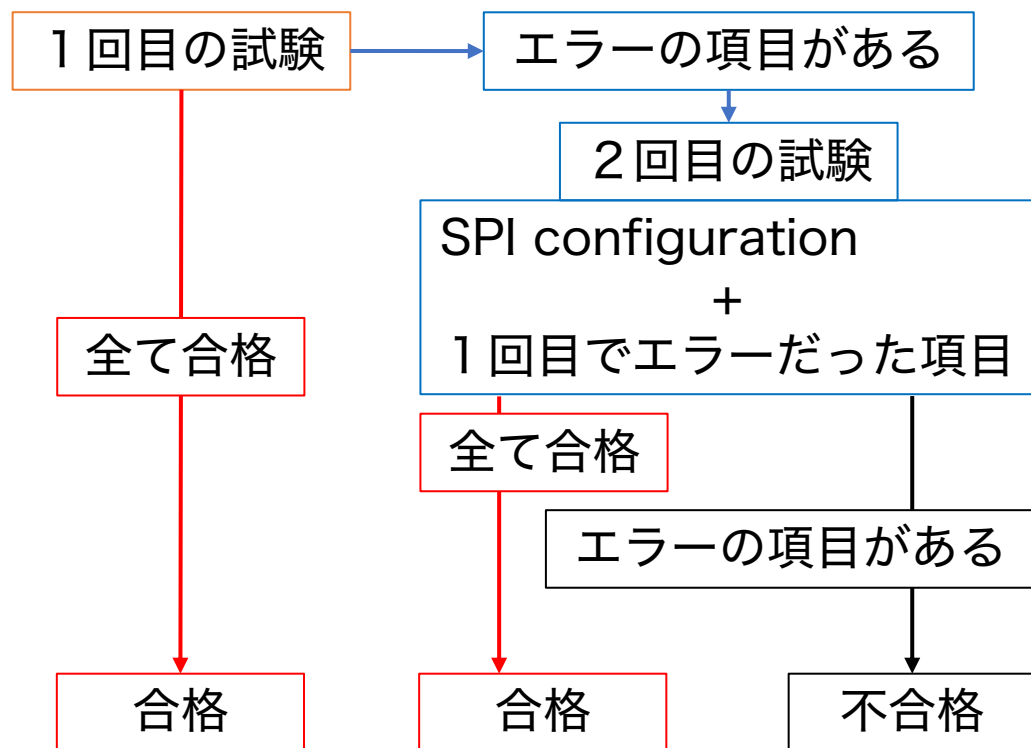 １回目の試験
エラーの項目がある
２回目の試験
SPI configuration
+
１回目でエラーだった項目
全て合格
全て合格
エラーの項目がある
合格
合格
不合格